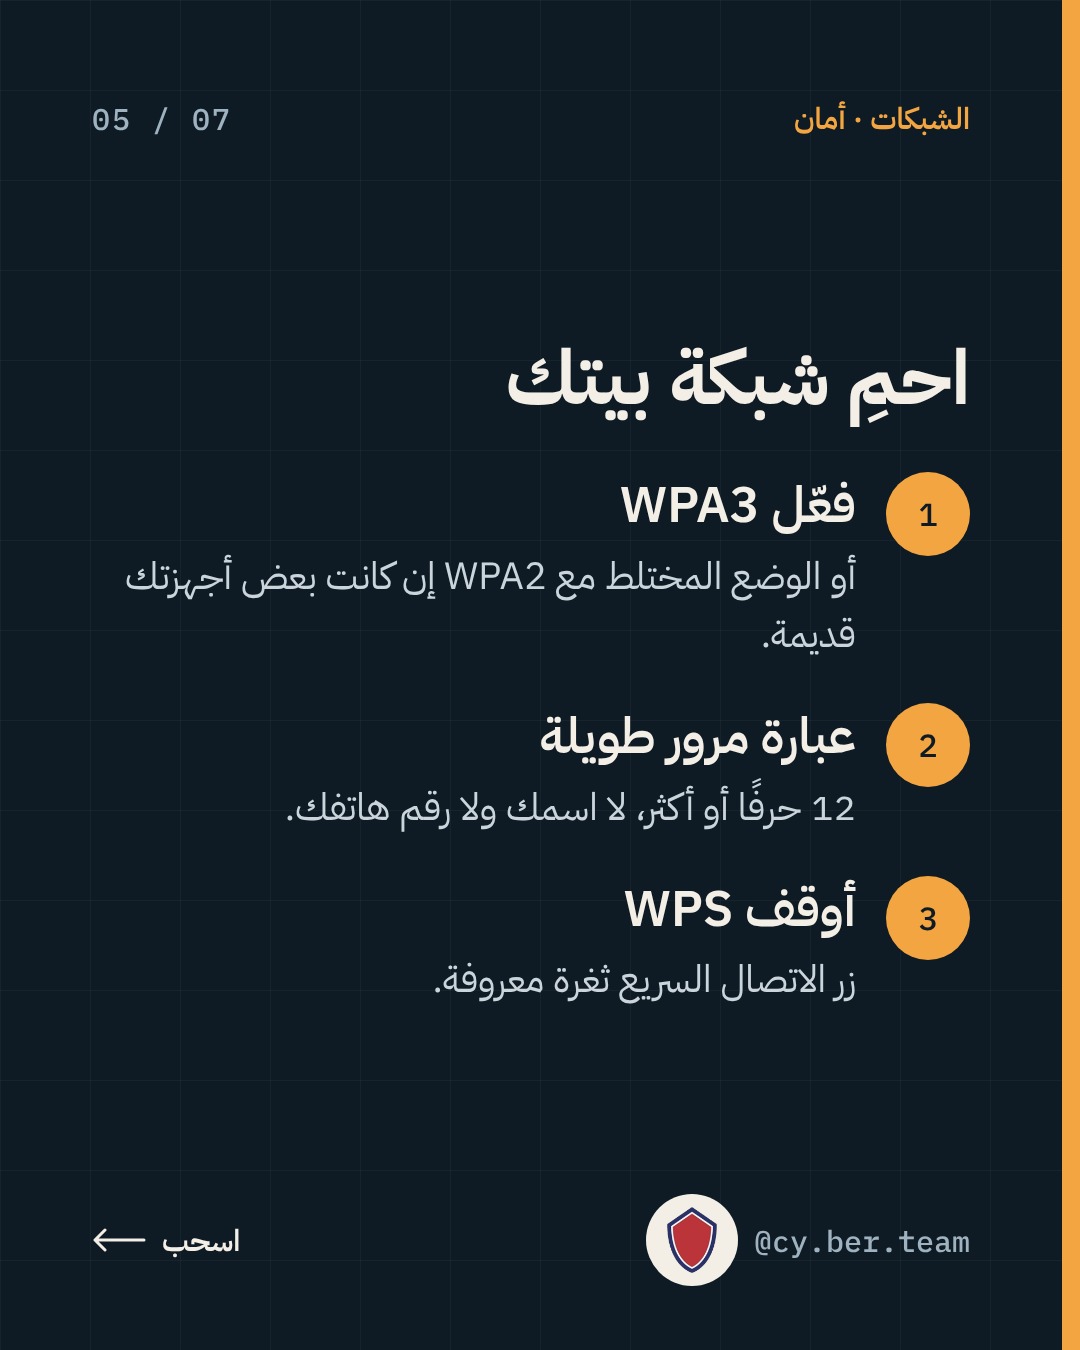 الشبكات · أمان
05 / 07
احمِ شبكة بيتك
1
فعّل WPA3
أو الوضع المختلط مع WPA2 إن كانت بعض أجهزتك
قديمة.
2
عبارة مرور طويلة
12 حرفًا أو أكثر، لا اسمك ولا رقم هاتفك.
3
أوقف WPS
زر الاتصال السريع ثغرة معروفة.
@cy.ber.team
اسحب ←